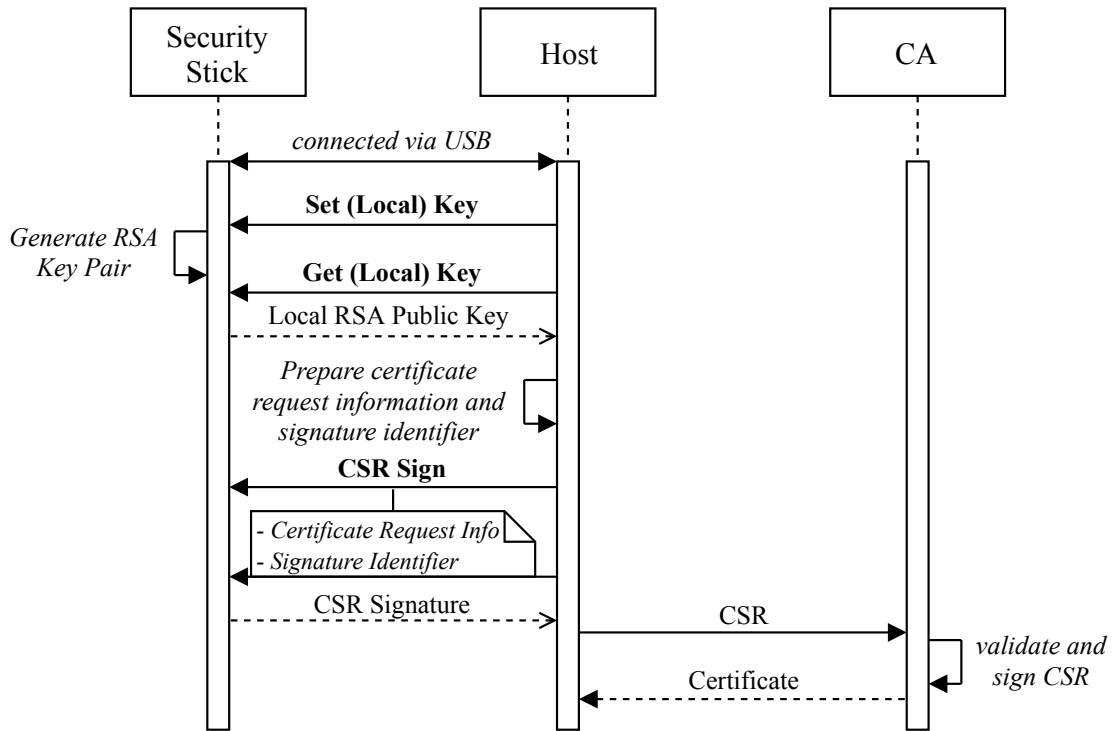 Security
Stick
Host
CA
connected via USB
Set (Local) Key
Generate RSA
Key Pair
Get (Local) Key
Local RSA Public Key
Prepare certificate
request information and
signature identifier
CSR Sign
- Certificate Request Info
- Signature Identifier
CSR Signature
CSR
validate and
sign CSR
Certificate